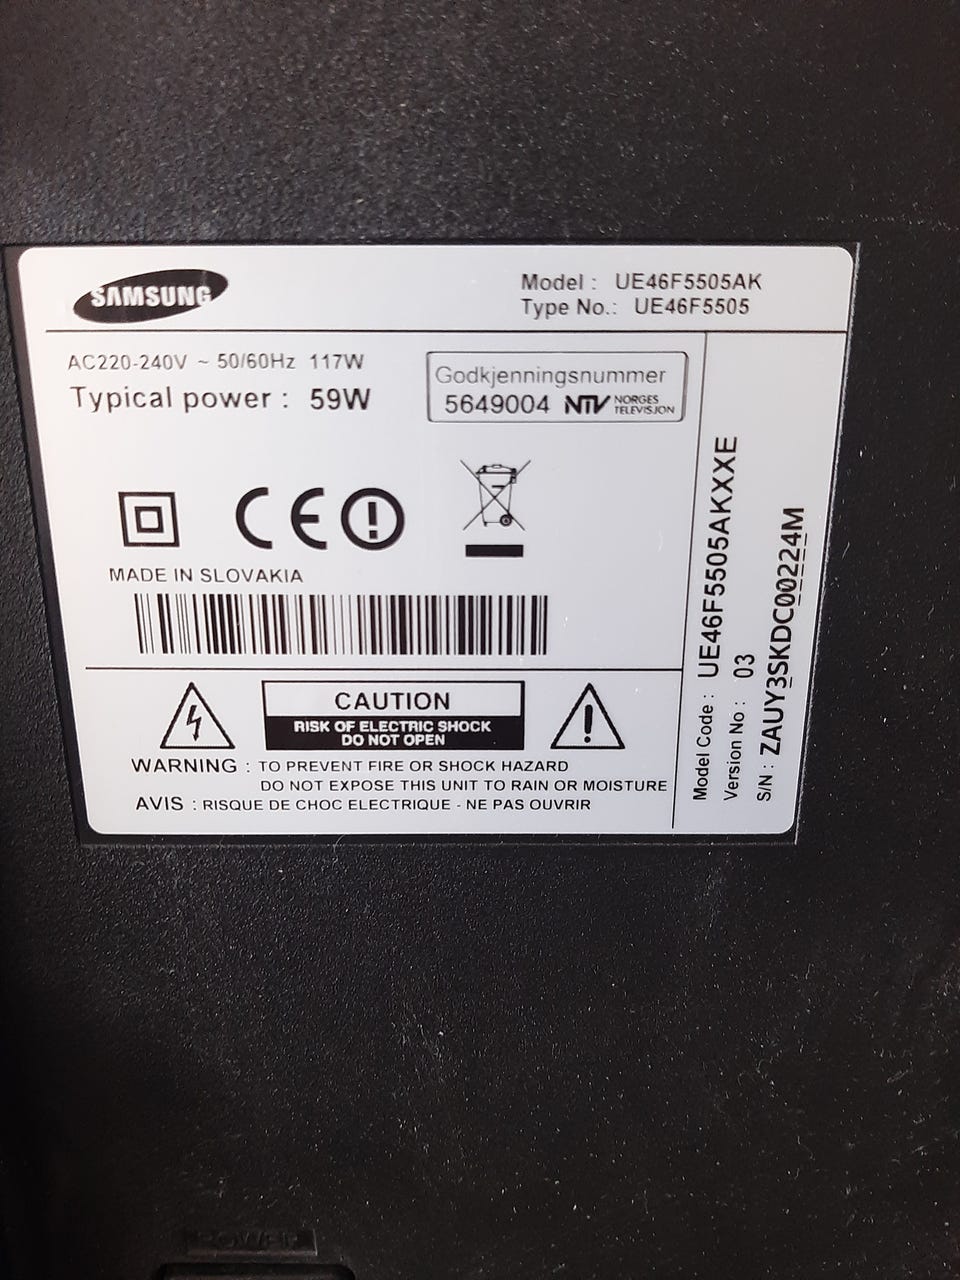 SAMSUNG
Model : UE46F5505AK
Type No.: UE46F5505
AC220-240V ~ 50/60Hz 117W
Typical power : 59W
Godkjenningsnummer
5649004 NTV NORGES TELEVISJON
CE
MADE IN SLOVAKIA
CAUTION
RISK OF ELECTRIC SHOCK
DO NOT OPEN
WARNING : TO PREVENT FIRE OR SHOCK HAZARD
DO NOT EXPOSE THIS UNIT TO RAIN OR MOISTURE
AVIS : RISQUE DE CHOC ELECTRIQUE - NE PAS OUVRIR
Model Code : UE46F5505AKXXE
Version No : 03
S/N : ZAUY3SKDC00224M
POWER